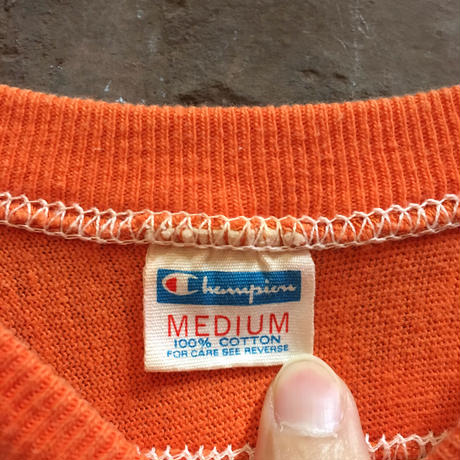 Champion
MEDIUM
100% COTTON
FOR CARE SEE REVERSE